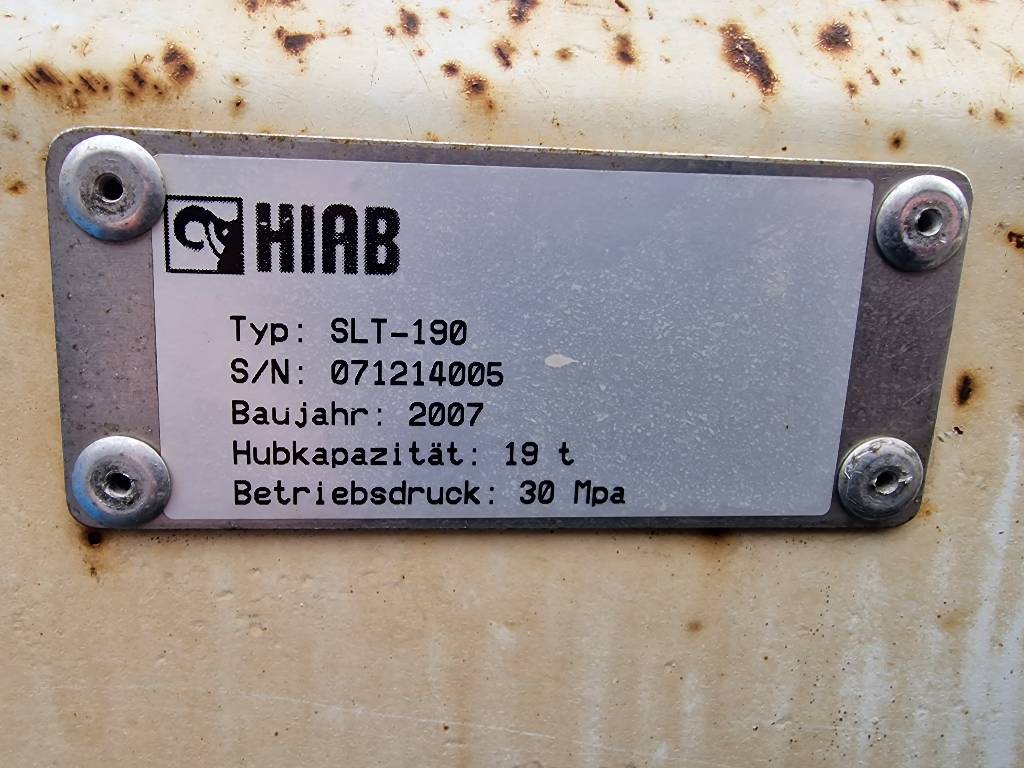 HIAB
Typ: SLT-190
S/N: 071214005
Baujahr: 2007
Hubkapazität: 19 t
Betriebsdruck: 30 Mpa